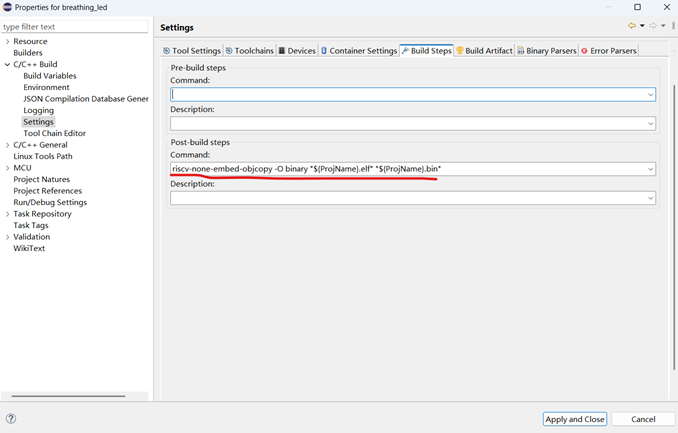 Properties for breathing_led
type filter text
Resource
Builders
C/C++ Build
Build Variables
Environment
JSON Compilation Database Gener
Logging
Settings
Tool Chain Editor
C/C++ General
Linux Tools Path
MCU
Project Natures
Project References
Run/Debug Settings
Task Repository
Task Tags
Validation
WikiText
Settings
Tool Settings Toolchains Devices Container Settings Build Steps Build Artifact Binary Parsers Error Parsers
Pre-build steps
Command:
Description:
Post-build steps
Command:
riscv-none-embed-objcopy -O binary "${ProjName}.elf" "${ProjName}.bin"
Description:
Apply and Close Cancel